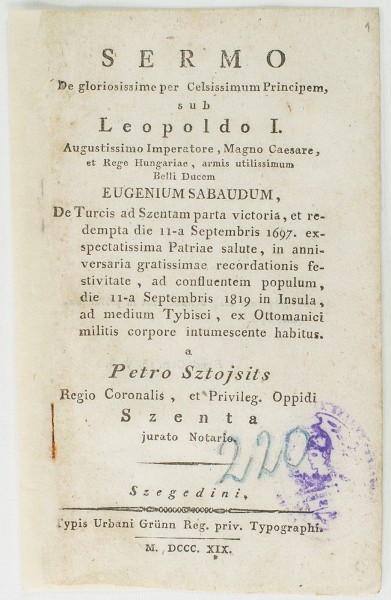 1
SERMO
De gloriosissime per Celsissimum Principem,
sub
Leopoldo I.
Augustissimo Imperatore, Magno Caesare,
et Rege Hungariae, armis utilissimum
Belli Ducem
EUGENIUM SABAUDUM,
De Turcis ad Szentam parta victoria, et re-
dempta die 11-a Septembris 1697. ex-
spectatissima Patriae salute, in anni-
versaria gratissimae recordationis fe-
stivitate, ad confluentem populum,
die 11-a Septembris 1819 in Insula,
ad medium Tybisci, ex Ottomanici
militis corpore intumescente habitus.
a
Petro Sztojsits
Regio Coronalis, et Privileg. Oppidi
Szenta
jurato Notario.
220
Szegedini,
Typis Urbani Grünn Reg. priv. Typographi.
M. DCCC. XIX.